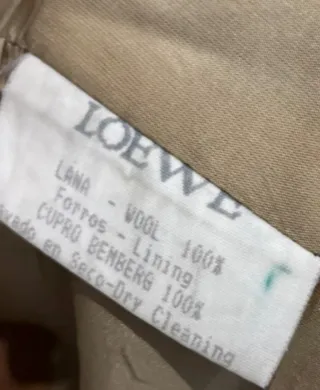 LOEWE
LANA - WOOL 100%
Forros - Lining
CUPRO BEMBERG 100%
en Seco-Dry Cleaning